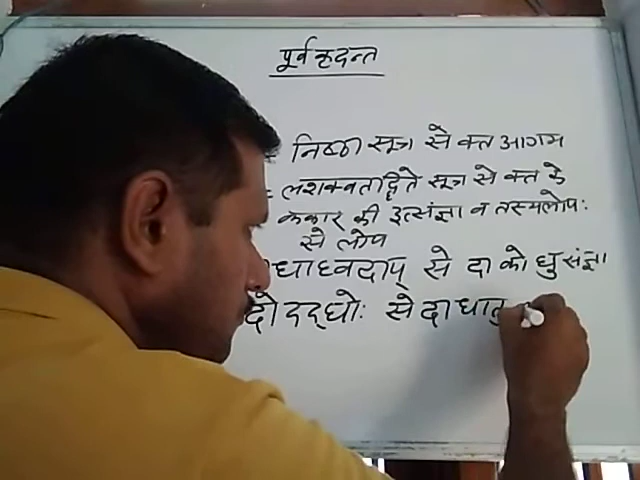 पूर्वकृदन्त
निष्ठा सूत्र से क्त आगम
लशक्वतद्धिते सूत्र से क्त के
ककार की इत्संज्ञा व तस्यलोपः
से लोप
धाध्वदाप् से दा को घु संज्ञा
दो दद्घोः से दा धातु